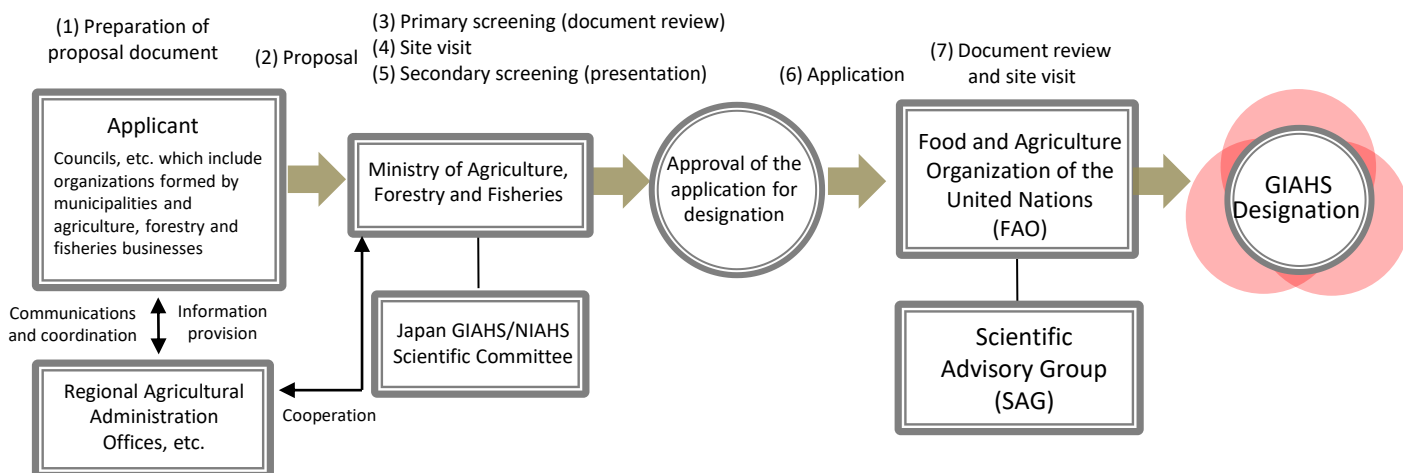 (1) Preparation of
proposal document
(2) Proposal
(3) Primary screening (document review)
(4) Site visit
(5) Secondary screening (presentation)
(6) Application
(7) Document review
and site visit
Applicant
Councils, etc. which include
organizations formed by
municipalities and
agriculture, forestry and
fisheries businesses
Ministry of Agriculture,
Forestry and Fisheries
Approval of the
application for
designation
Food and Agriculture
Organization of the
United Nations
(FAO)
GIAHS
Designation
Communications
and coordination
Information
provision
Japan GIAHS/NIAHS
Scientific Committee
Scientific
Advisory Group
(SAG)
Regional Agricultural
Administration
Offices, etc.
Cooperation